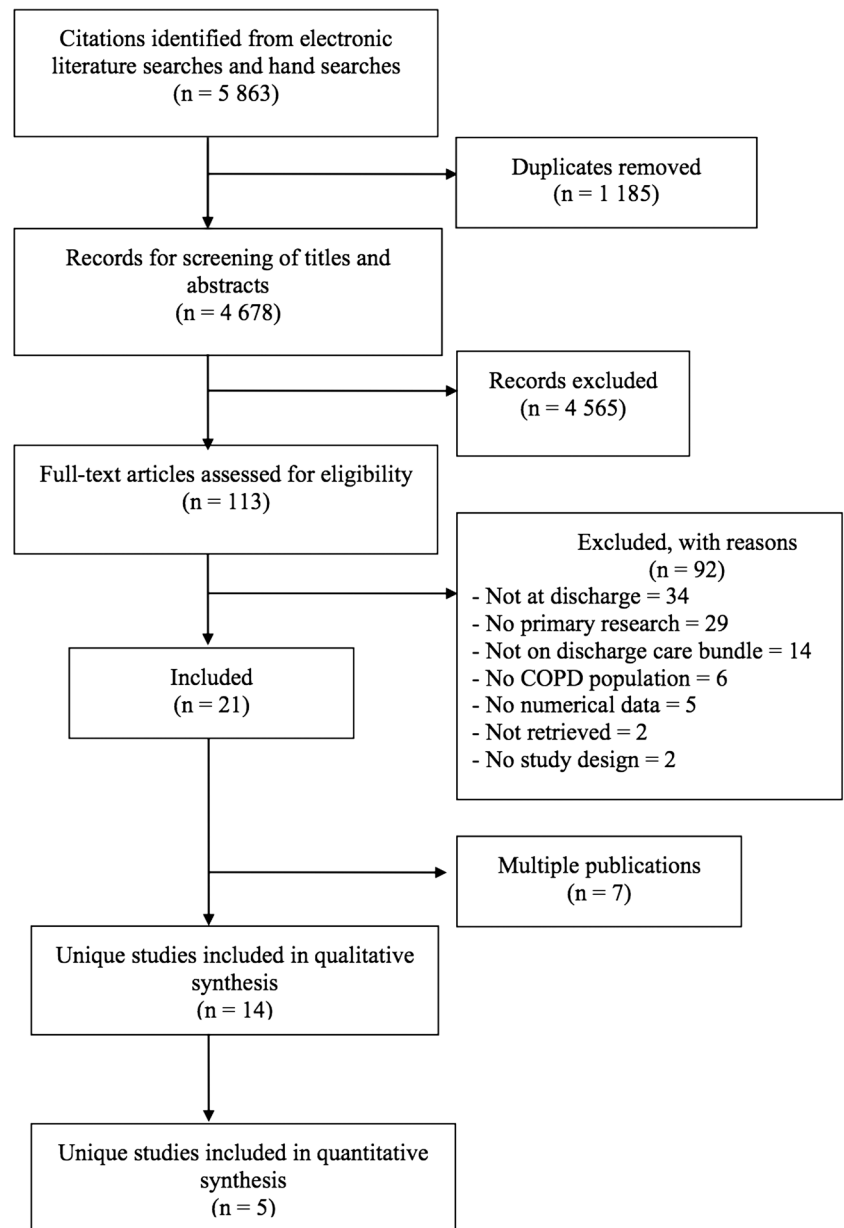 Citations identified from electronic
literature searches and hand searches
(n = 5 863)
Duplicates removed
(n = 1 185)
Records for screening of titles and
abstracts
(n = 4 678)
Records excluded
(n = 4 565)
Full-text articles assessed for eligibility
(n = 113)
Excluded, with reasons
(n = 92)
- Not at discharge = 34
- No primary research = 29
- Not on discharge care bundle = 14
- No COPD population = 6
- No numerical data = 5
- Not retrieved = 2
- No study design = 2
Included
(n = 21)
Multiple publications
(n = 7)
Unique studies included in qualitative
synthesis
(n = 14)
Unique studies included in quantitative
synthesis
(n = 5)